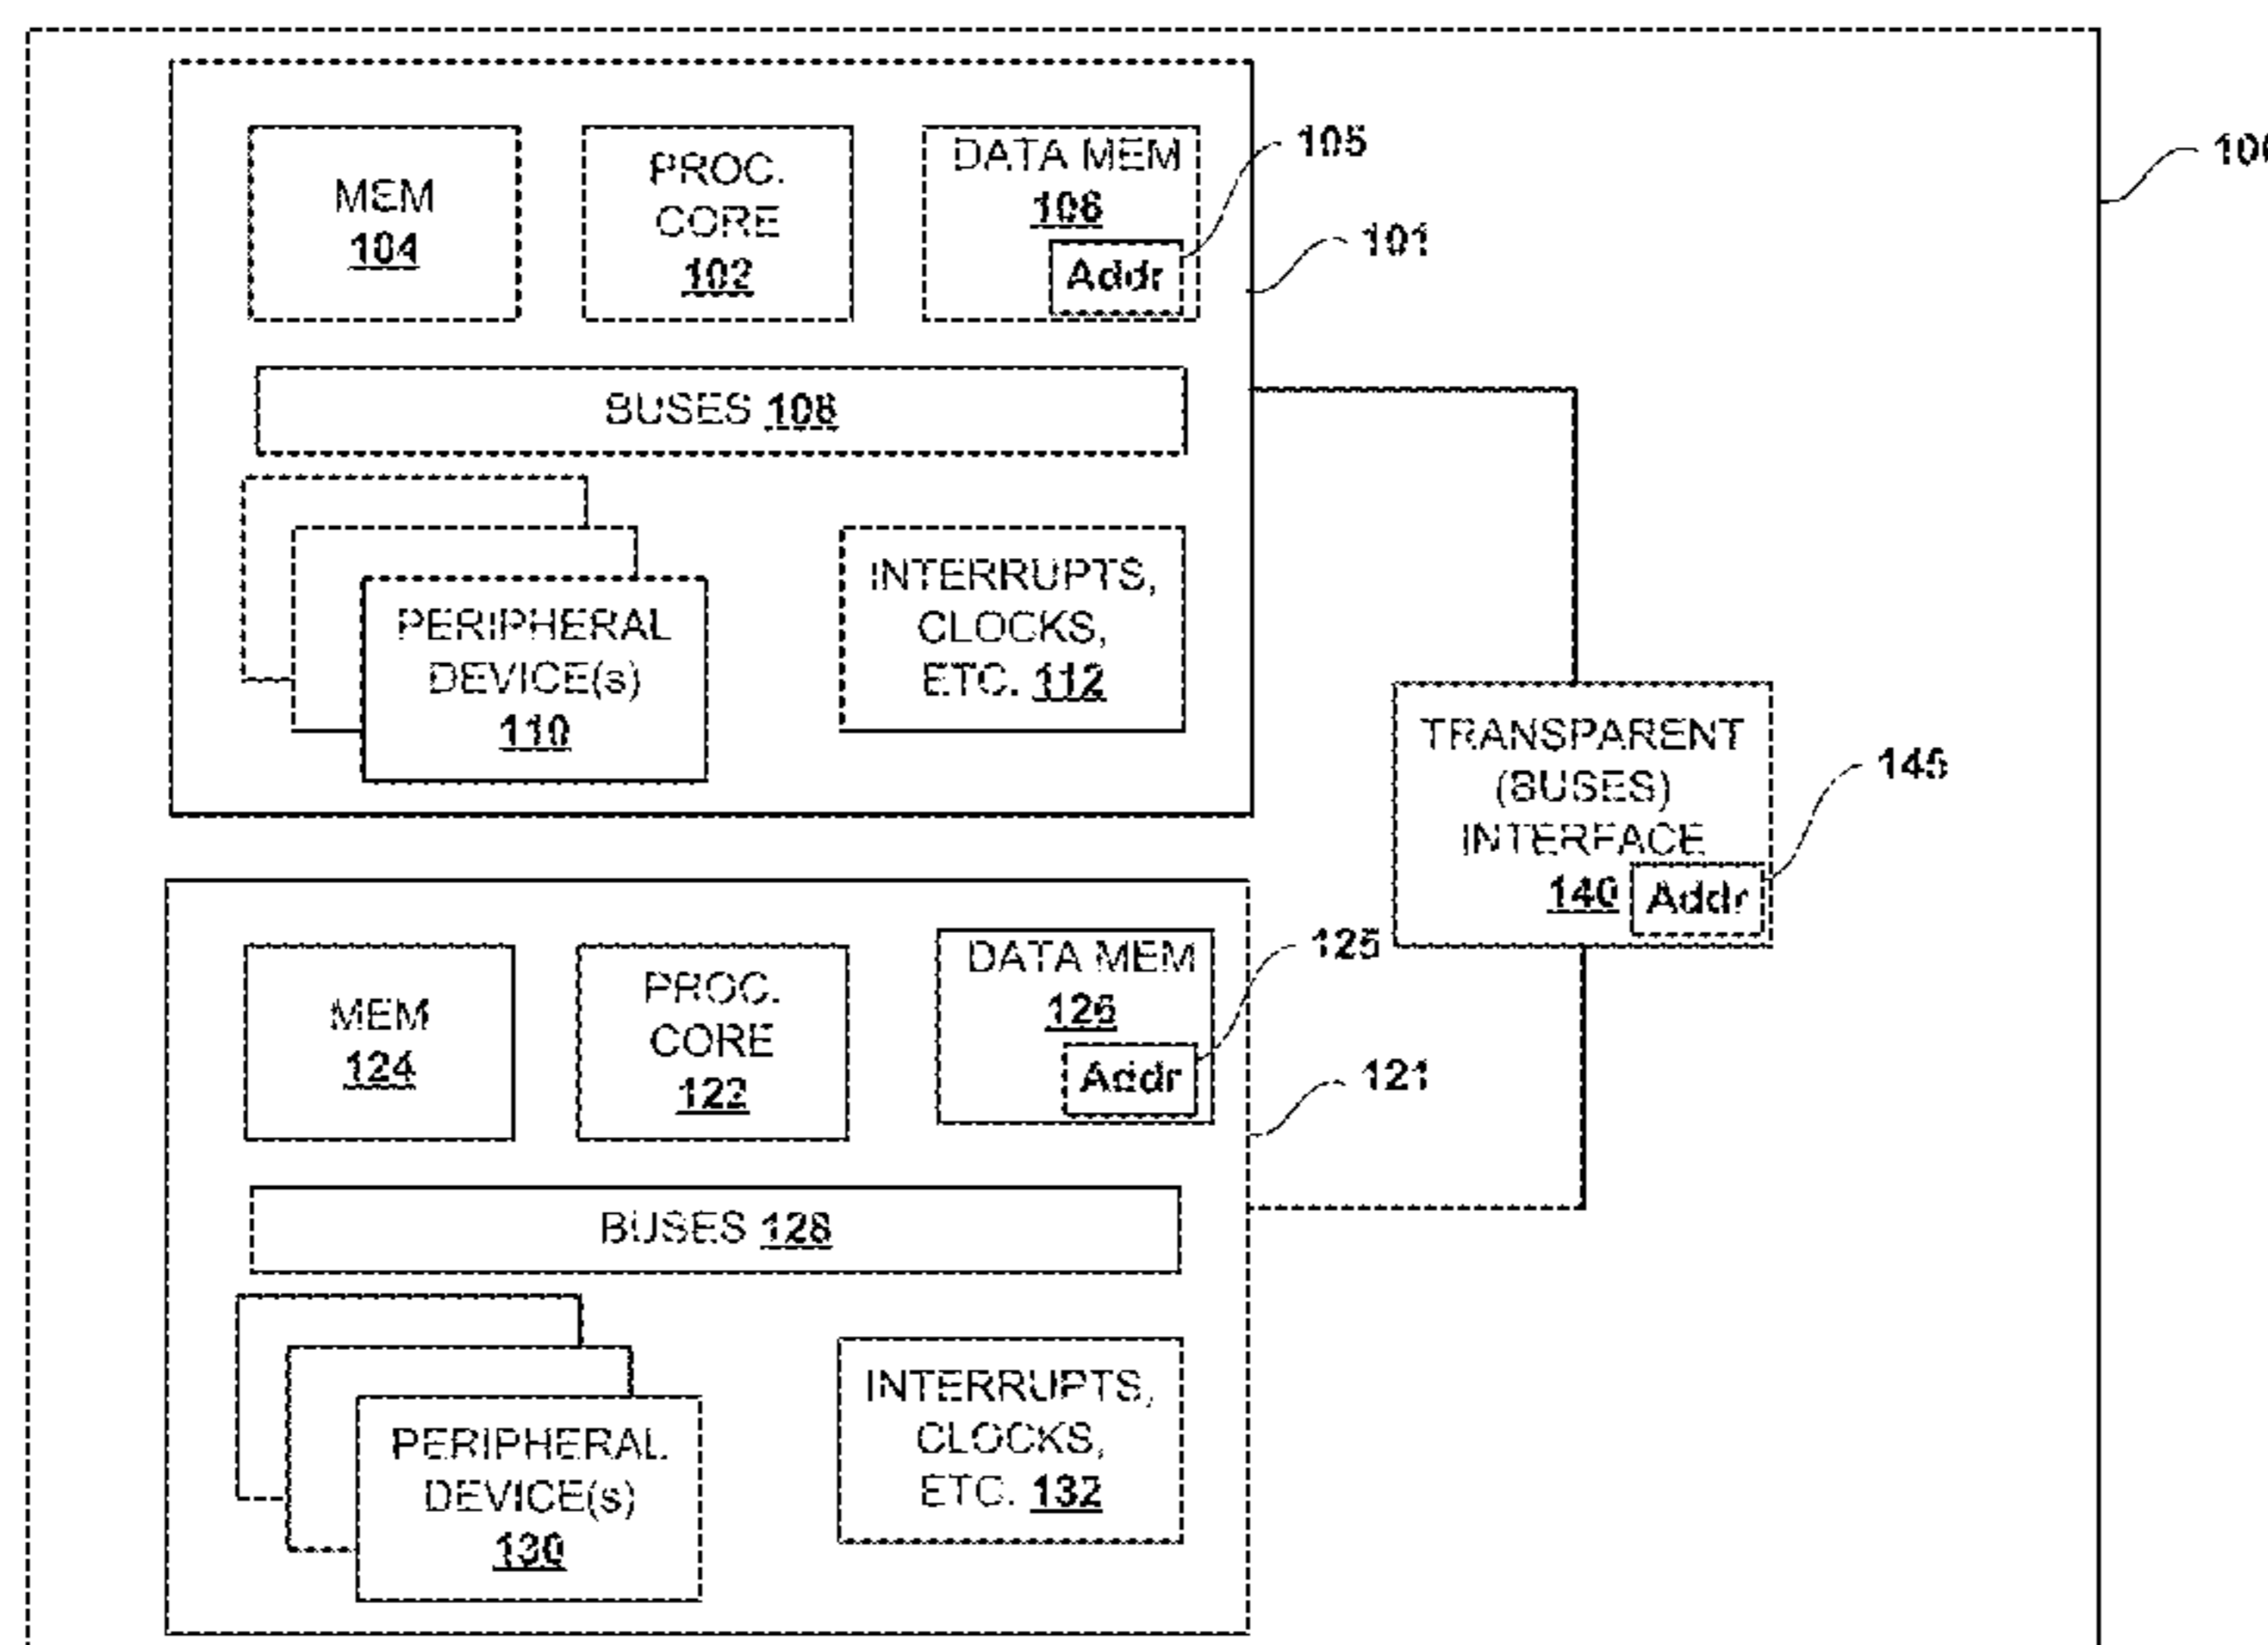 MEM
104
PROC.
CORE
102
DATA MEM
106
Addr
105
101
100
BUSES 108
PERIPHERAL
DEVICE(s)
110
INTERRUPTS,
CLOCKS,
ETC. 112
TRANSPARENT
(BUSES)
INTERFACE
140
Addr
145
MEM
124
PROC.
CORE
122
DATA MEM
126
Addr
125
121
BUSES 128
PERIPHERAL
DEVICE(s)
130
INTERRUPTS,
CLOCKS,
ETC. 132